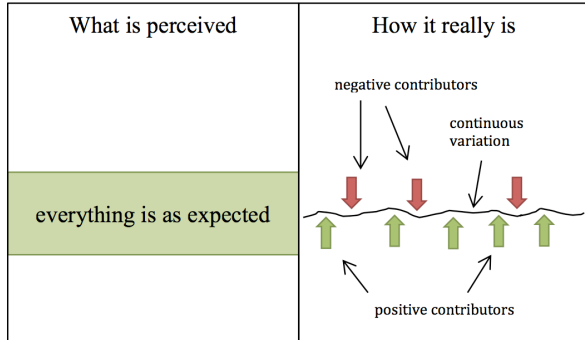 What is perceived
How it really is
negative contributors
continuous
variation
everything is as expected
positive contributors